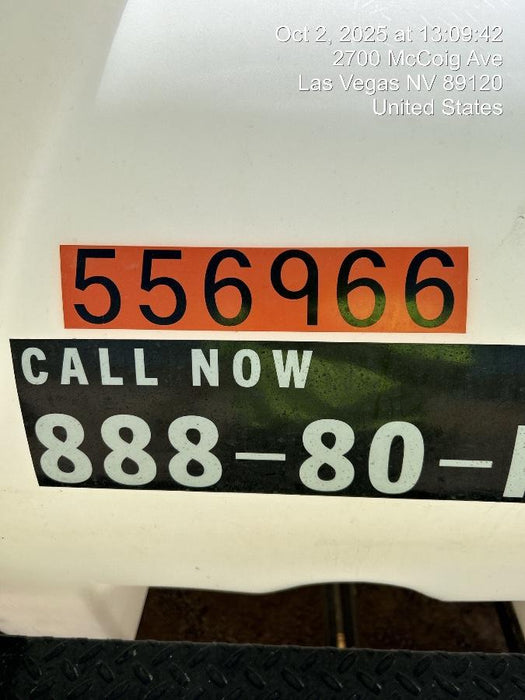 Oct 2, 2025 at 13:09:42
2700 McCoig Ave
Las Vegas NV 89120
United States
556966
CALL NOW
888-80-